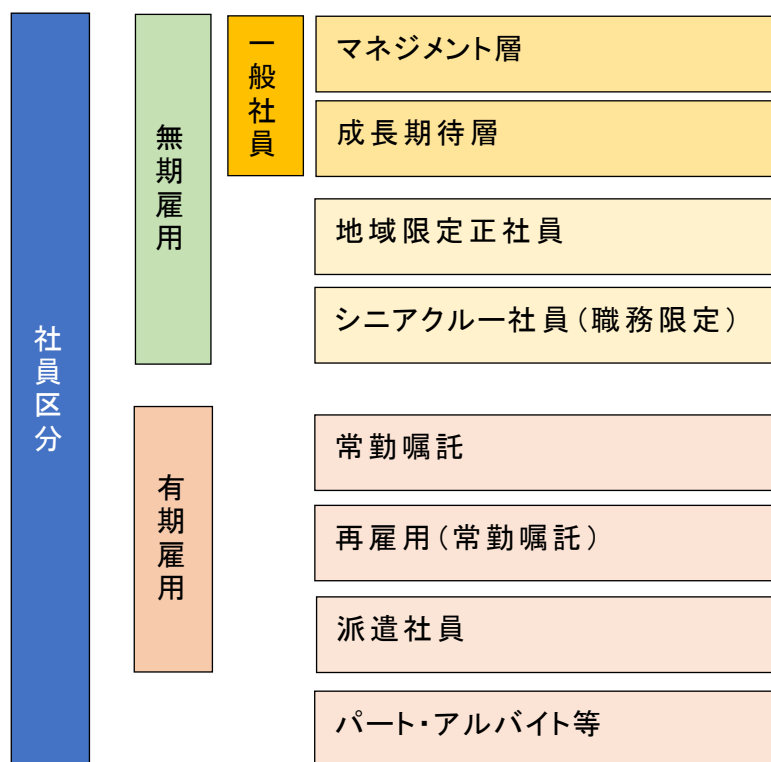 社員区分
無期雇用
一般社員
マネジメント層
成長期待層
地域限定正社員
シニアクルー社員(職務限定)
有期雇用
常勤嘱託
再雇用(常勤嘱託)
派遣社員
パート・アルバイト等